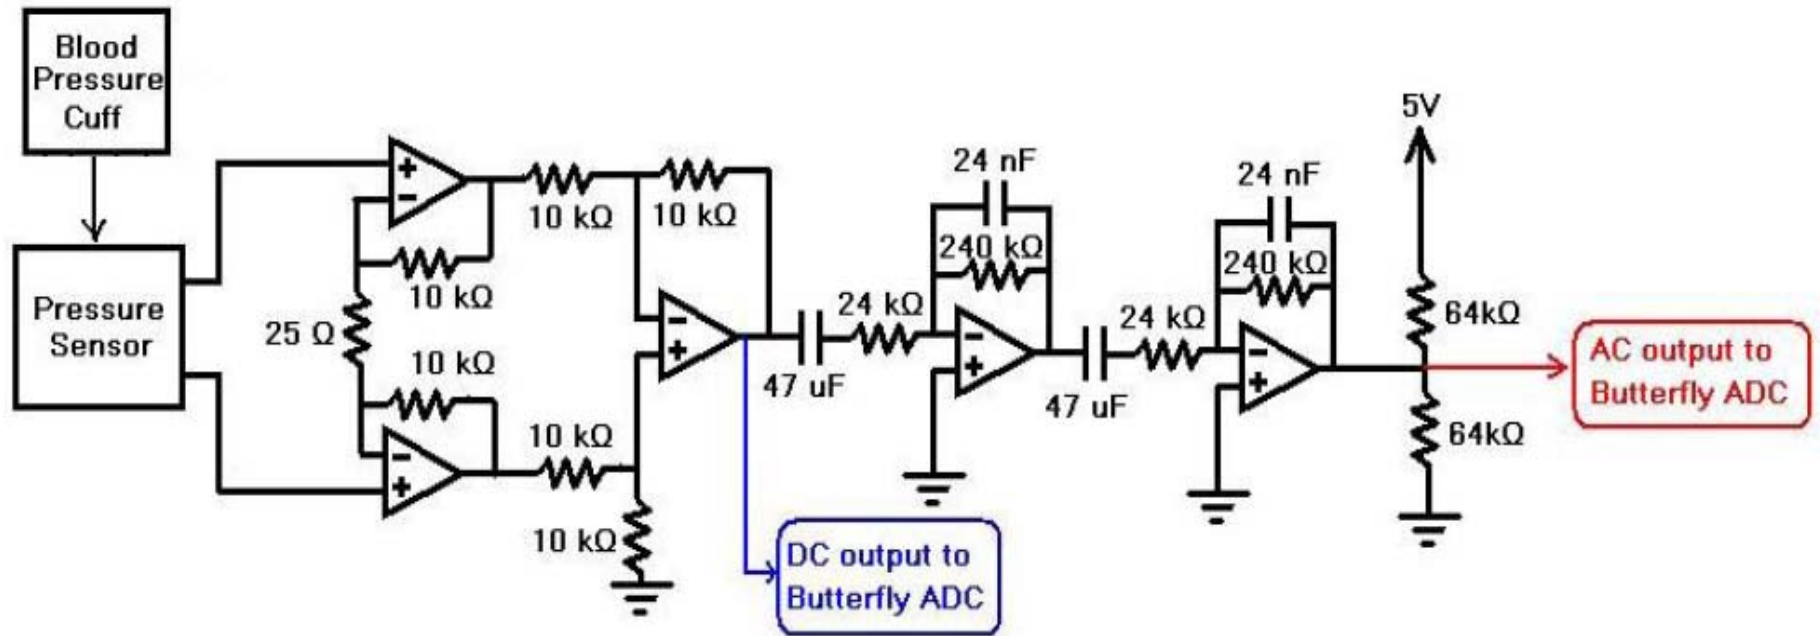 Blood
Pressure
Cuff
Pressure
Sensor
+
−
10 kΩ
25 Ω
10 kΩ
−
+
10 kΩ
10 kΩ
10 kΩ
10 kΩ
−
+
DC output to
Butterfly ADC
47 uF
24 kΩ
24 nF
240 kΩ
−
+
47 uF
24 kΩ
24 nF
240 kΩ
−
+
5V
64kΩ
64kΩ
AC output to
Butterfly ADC